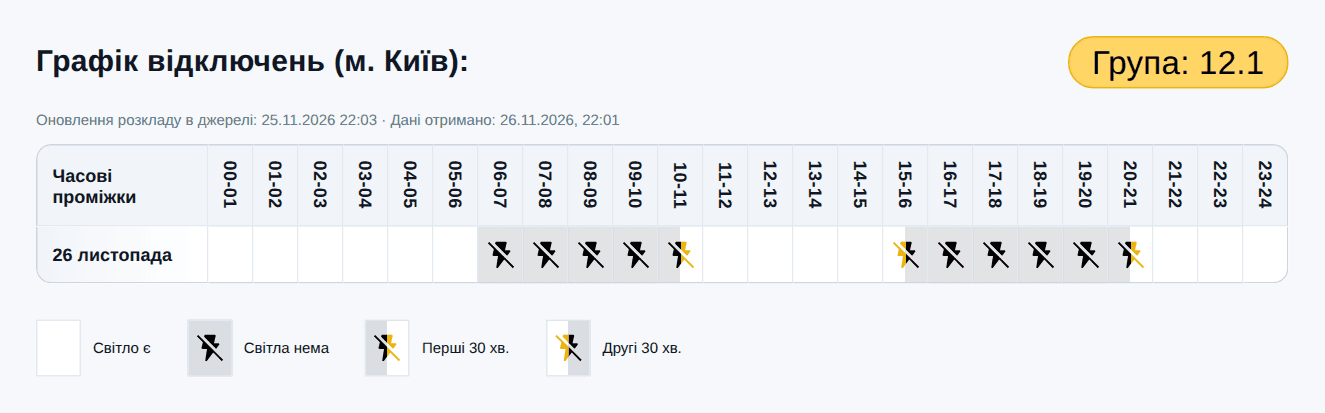 Графік відключень (м. Київ):
Група: 12.1
Оновлення розкладу в джерелі: 25.11.2026 22:03 · Дані отримано: 26.11.2026, 22:01
Часові
проміжки
00-01
01-02
02-03
03-04
04-05
05-06
06-07
07-08
08-09
09-10
10-11
11-12
12-13
13-14
14-15
15-16
16-17
17-18
18-19
19-20
20-21
21-22
22-23
23-24
26 листопада
Світло є
Світла нема
Перші 30 хв.
Другі 30 хв.